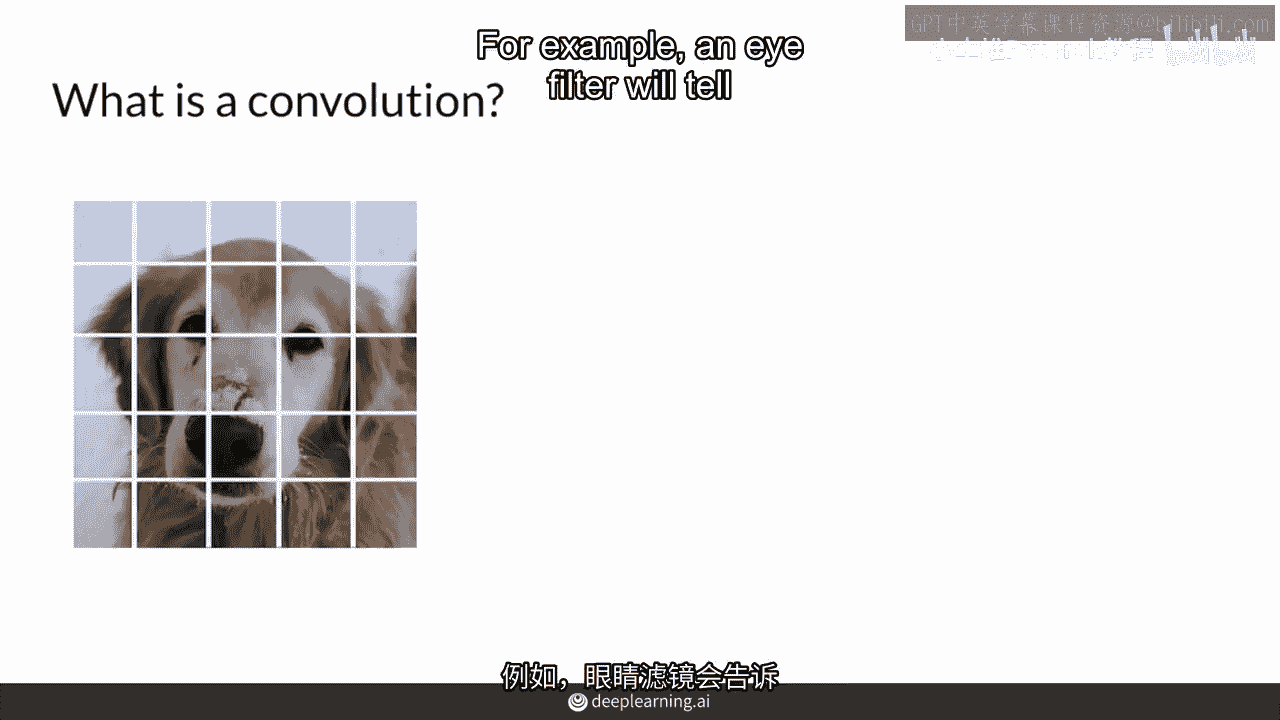 GPT中英字幕课程资源@bilibili.com
For example, an eye
filter will tell
What is a convolution?
例如，眼睛滤镜会告诉
deeplearning.ai